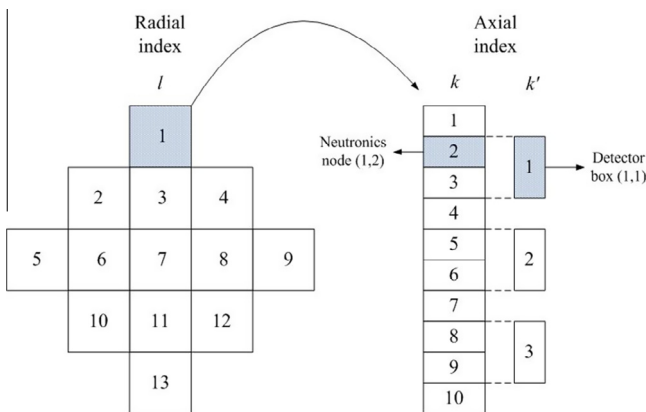 Radial
index
l
1
2 3 4
5 6 7 8 9
10 11 12
13
Axial
index
k k'
1
2
3
4
5
6
7
8
9
10
1
2
3
Neutronics
node (1,2)
Detector
box (1,1)